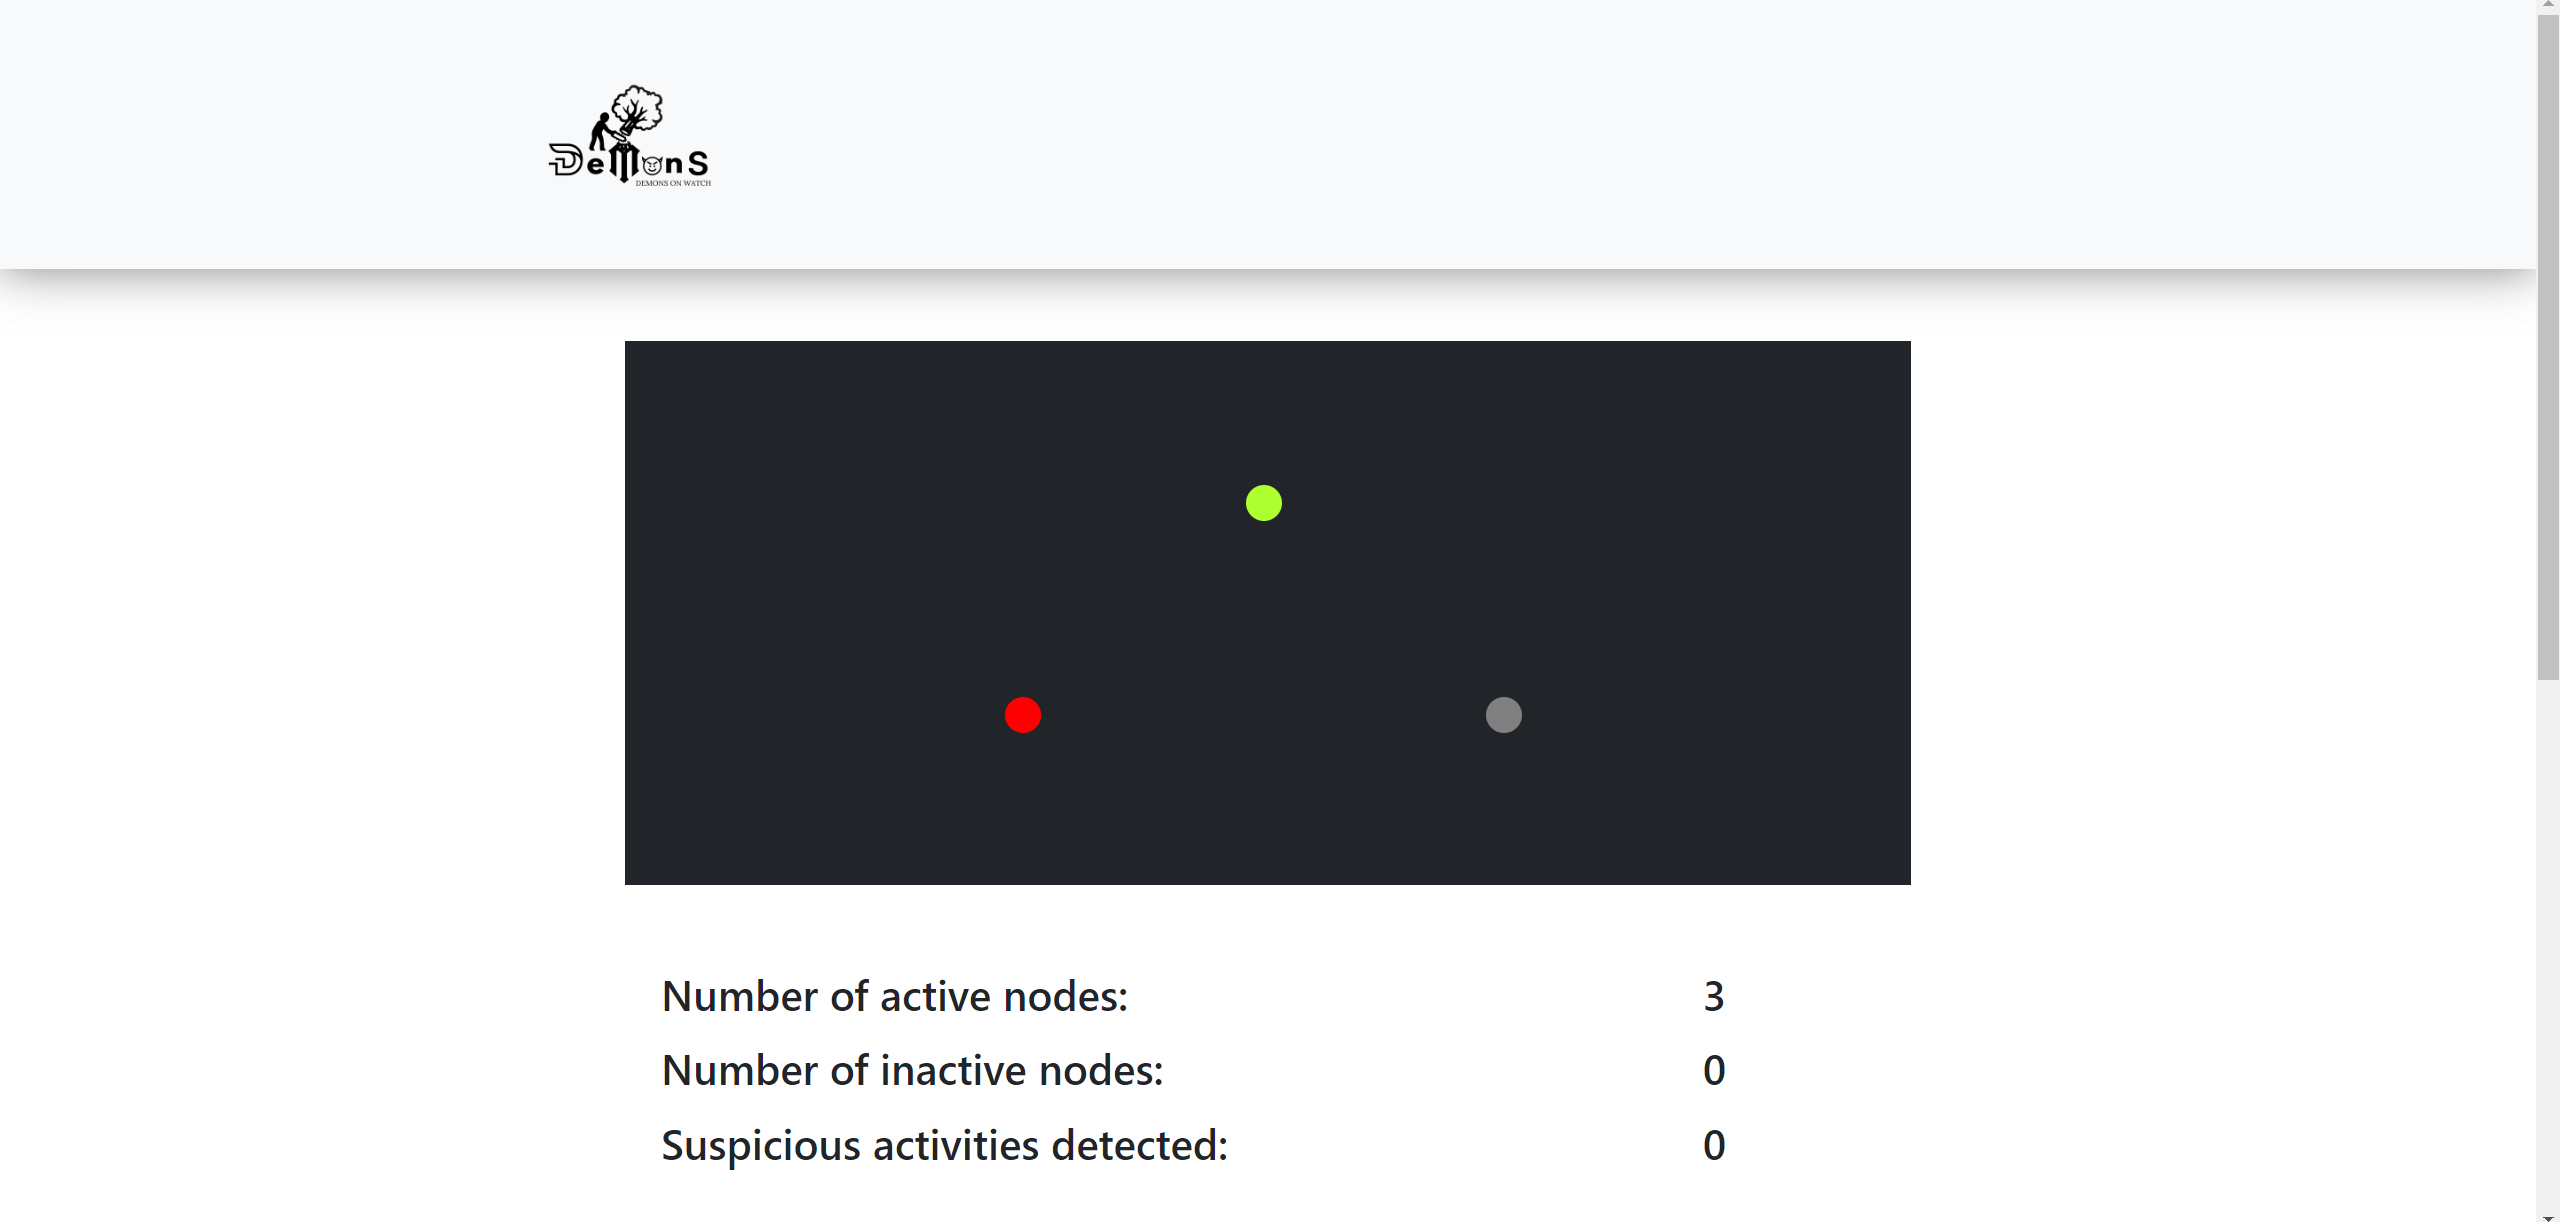 DeMonS
DEMONS ON WATCH
Number of active nodes: 3
Number of inactive nodes: 0
Suspicious activities detected: 0